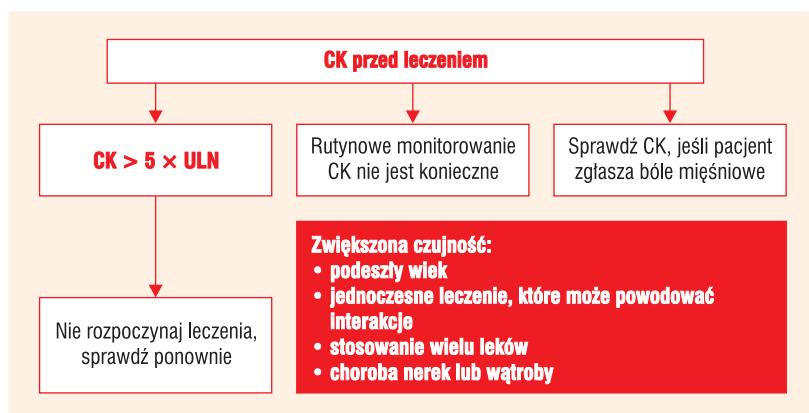 CK przed leczeniem
CK > 5 × ULN
Rutynowe monitorowanie
CK nie jest konieczne
Sprawdź CK, jeśli pacjent
zgłasza bóle mięśniowe
Nie rozpoczynaj leczenia,
sprawdź ponownie
Zwiększona czujność:
• podeszły wiek
• jednoczesne leczenie, które może powodować
interakcje
• stosowanie wielu leków
• choroba nerek lub wątroby